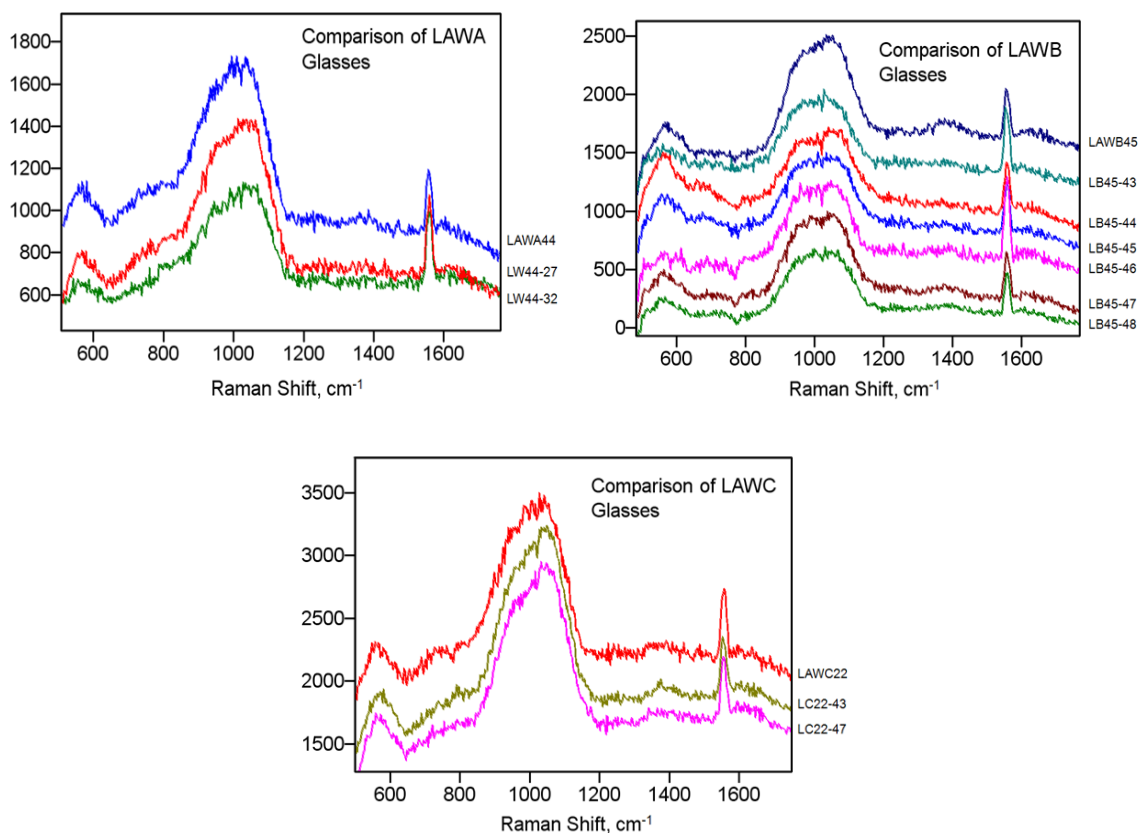 Comparison of LAWA
Glasses
1800
1600
1400
1200
1000
800
600
LAWA44
LW44-27
LW44-32
600 800 1000 1200 1400 1600
Raman Shift, cm-1
Comparison of LAWB
Glasses
2500
2000
1500
1000
500
0
LAWB45
LB45-43
LB45-44
LB45-45
LB45-46
LB45-47
LB45-48
600 800 1000 1200 1400 1600
Raman Shift, cm-1
Comparison of LAWC
Glasses
3500
3000
2500
2000
1500
LAWC22
LC22-43
LC22-47
600 800 1000 1200 1400 1600
Raman Shift, cm-1